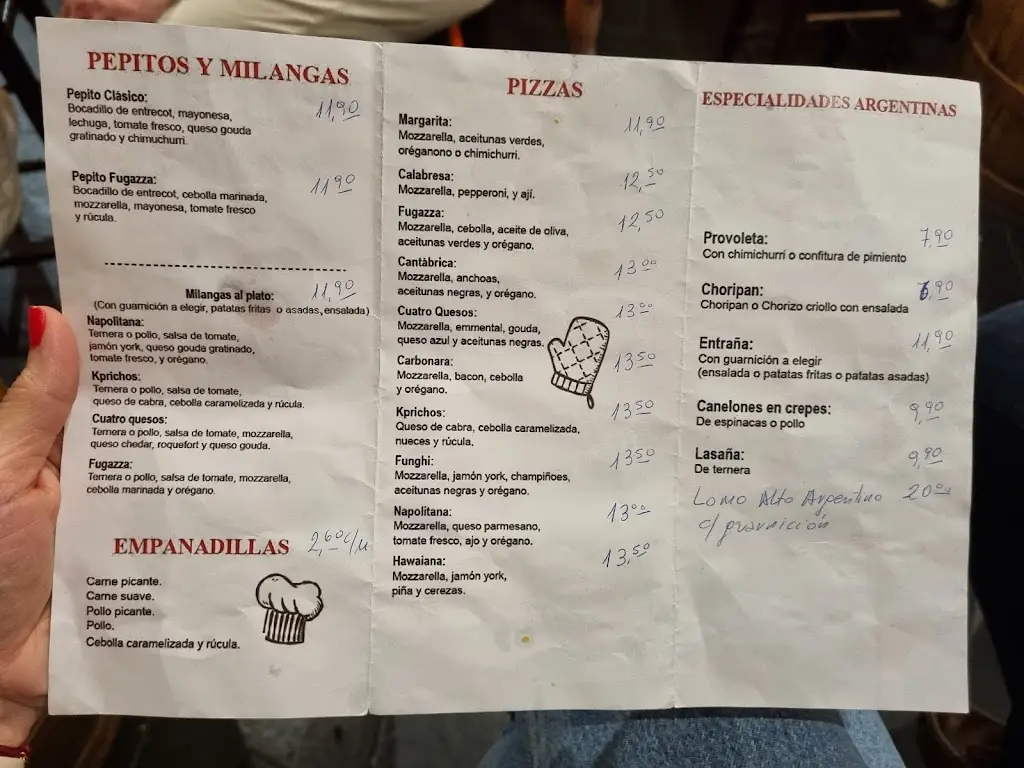 PEPITOS Y MILANGAS
Pepito Clàsico: 11,90
Bocadillo de entrecot, mayonesa,
lechuga, tomate fresco, queso gouda
gratinado y chimuchurri.
Pepito Fugazza: 11,90
Bocadillo de entrecot, cebolla marinada,
mozzarella, mayonesa, tomate fresco
y rúcula.
Milangas al plato: 11,90
(Con guarnición a elegir, patatas fritas o asadas, ensalada)
Napolitana:
Ternera o pollo, salsa de tomate,
jamón york, queso gouda gratinado,
tomate fresco, y orégano.
Kprichos:
Ternera o pollo, salsa de tomate,
queso de cabra, cebolla caramelizada y rúcula.
Cuatro quesos:
Ternera o pollo, salsa de tomate, mozzarella,
queso chedar, roquefort y queso gouda.
Fugazza:
Ternera o pollo, salsa de tomate, mozzarella,
cebolla marinada y orégano.
EMPANADILLAS 2,60 c/u
Carne picante.
Carne suave.
Pollo picante.
Pollo.
Cebolla caramelizada y rúcula.
PIZZAS
Margarita: 11,90
Mozzarella, aceitunas verdes,
oréganono o chimichurri.
Calabresa: 12,50
Mozzarella, pepperoni, y ají.
Fugazza: 12,50
Mozzarella, cebolla, aceite de oliva,
aceitunas verdes y orégano.
Cantàbrica: 13,00
Mozzarella, anchoas,
aceitunas negras, y orégano.
Cuatro Quesos: 13,00
Mozzarella, emmental, gouda,
queso azul y aceitunas negras.
Carbonara: 13,50
Mozzarella, bacon, cebolla
y orégano.
Kprichos: 13,50
Queso de cabra, cebolla caramelizada,
nueces y rúcula.
Funghi: 13,50
Mozzarella, jamón york, champiñoes,
aceitunas negras y orégano.
Napolitana: 13,00
Mozzarella, queso parmesano,
tomate fresco, ajo y orégano.
Hawaiana: 13,50
Mozzarella, jamón york,
piña y cerezas.
ESPECIALIDADES ARGENTINAS
Provoleta: 7,90
Con chimichurri o confitura de pimiento
Choripan: 6,90
Choripan o Chorizo criollo con ensalada
Entraña: 11,90
Con guarnición a elegir
(ensalada o patatas fritas o patatas asadas)
Canelones en crepes: 9,90
De espinacas o pollo
Lasaña: 9,90
De ternera
Lomo Alto Argentino 20,00
c/ guarnición